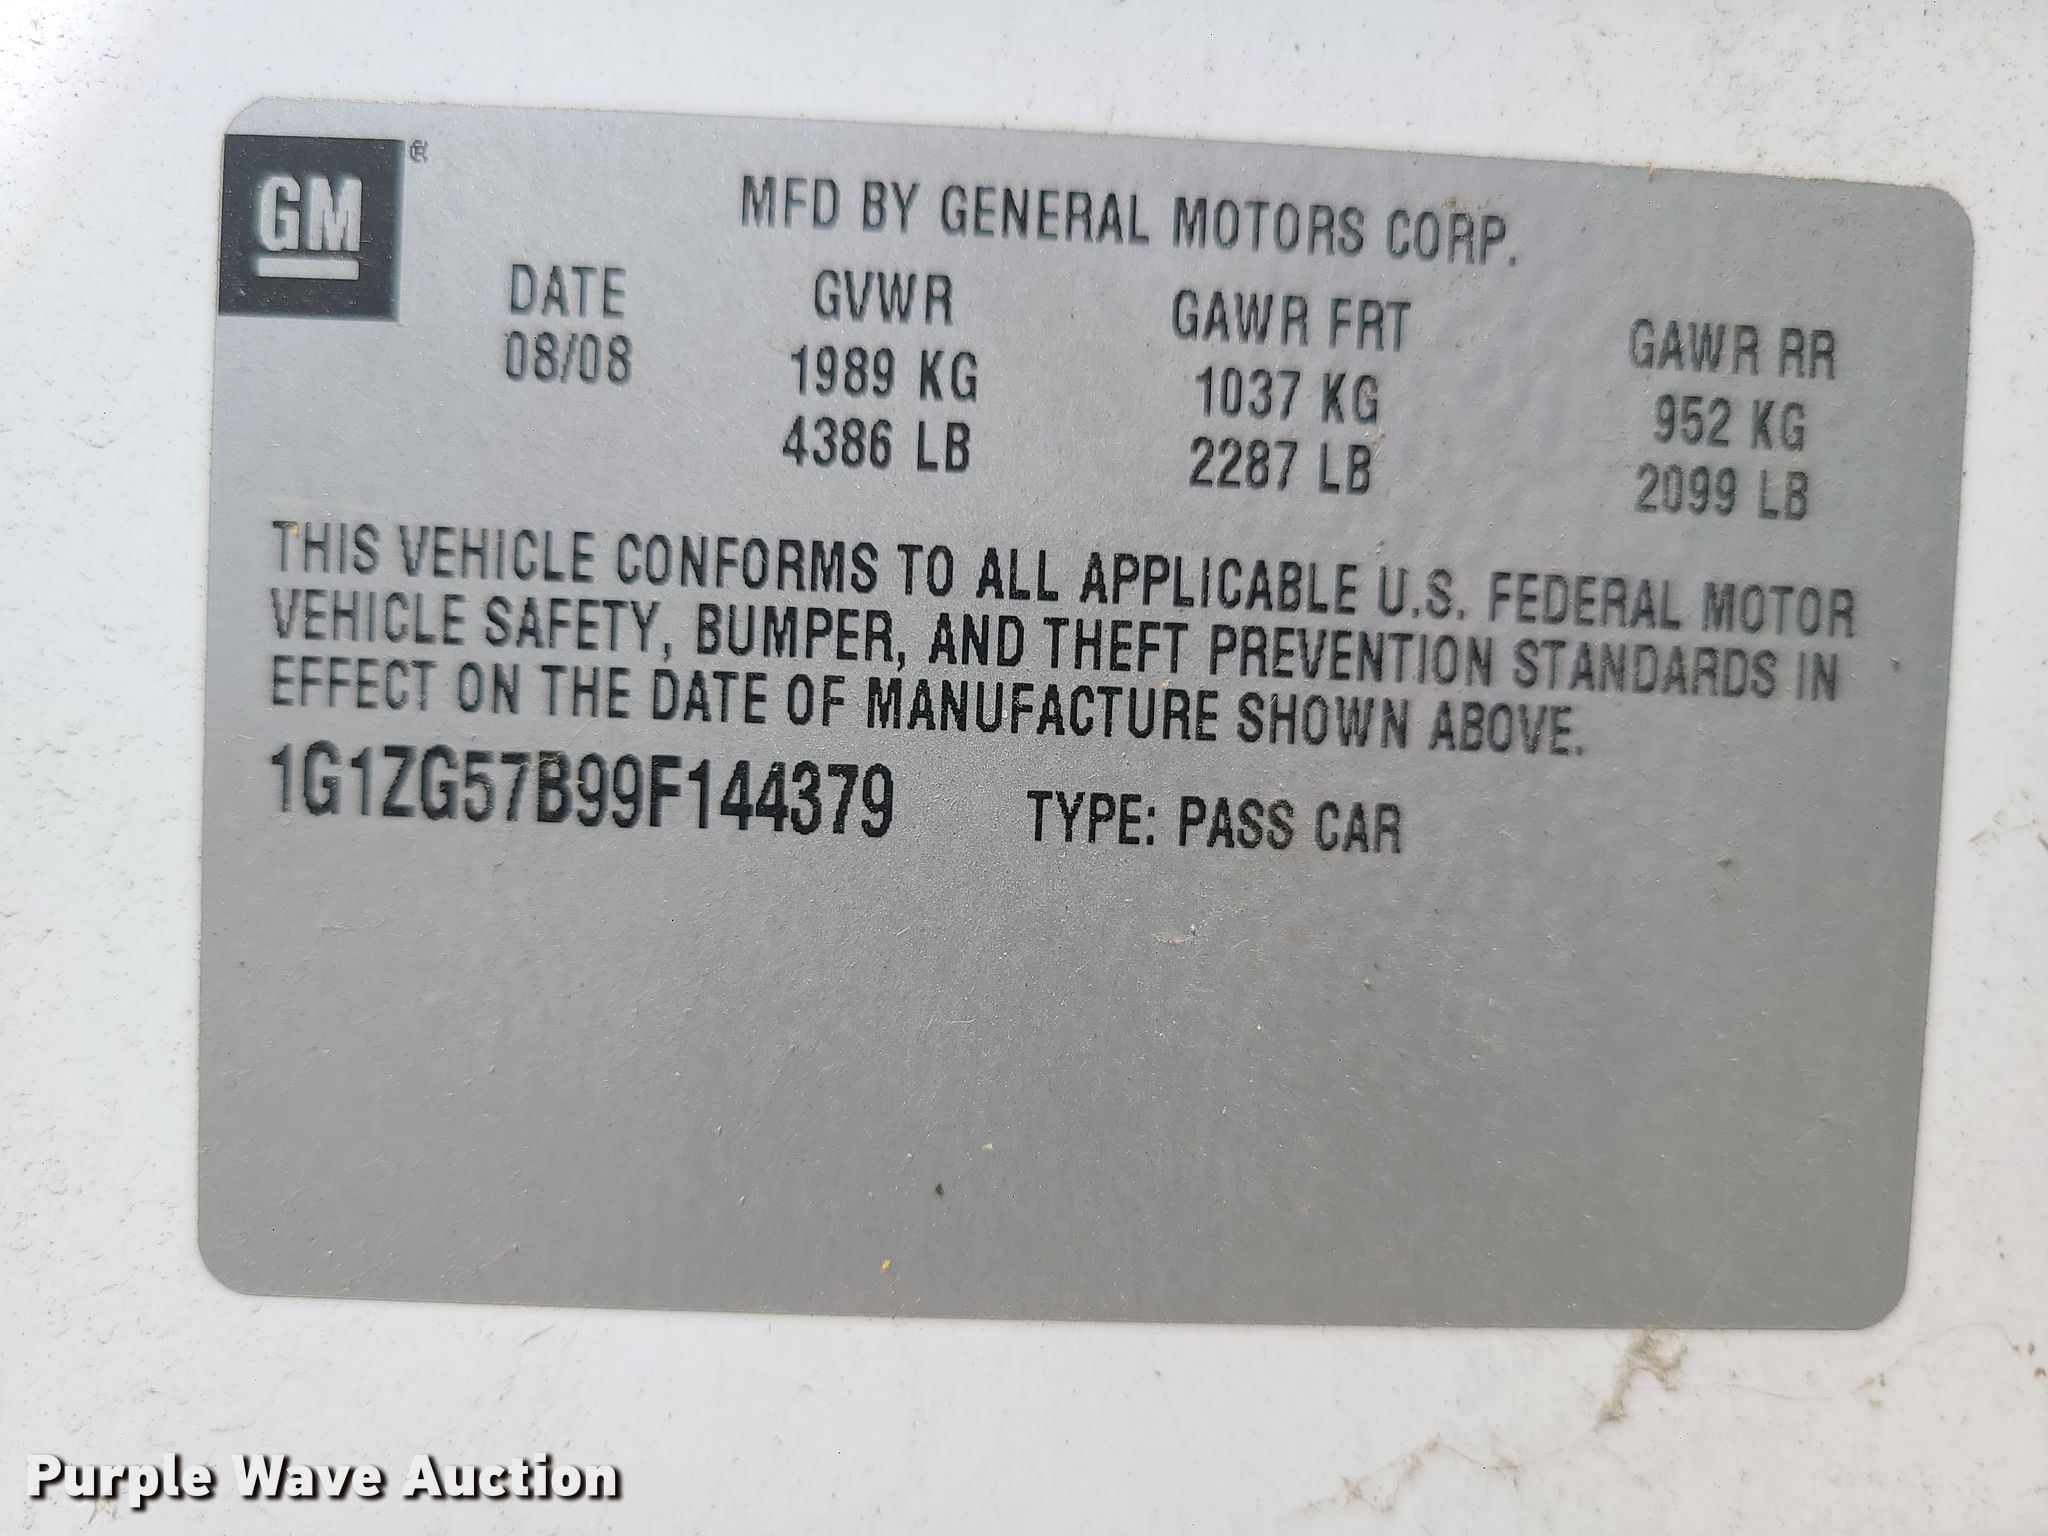 GM ®
MFD BY GENERAL MOTORS CORP.
DATE GVWR GAWR FRT GAWR RR
08/08 1989 KG 1037 KG 952 KG
4386 LB 2287 LB 2099 LB
THIS VEHICLE CONFORMS TO ALL APPLICABLE U.S. FEDERAL MOTOR
VEHICLE SAFETY, BUMPER, AND THEFT PREVENTION STANDARDS IN
EFFECT ON THE DATE OF MANUFACTURE SHOWN ABOVE.
1G1ZG57B99F144379 TYPE: PASS CAR
Purple Wave Auction